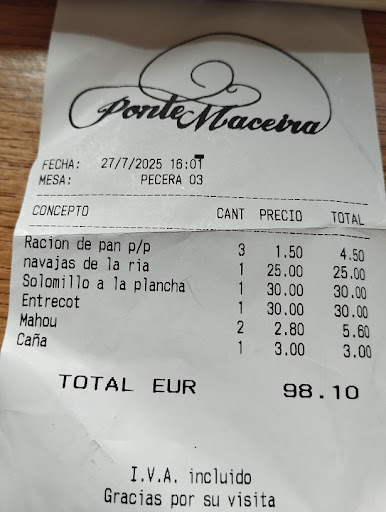 Ponte Maceira
FECHA: 27/7/2025 16:01
MESA: PECERA 03
CONCEPTO CANT PRECIO TOTAL
Racion de pan p/p 3 1.50 4.50
navajas de la ria 1 25.00 25.00
Solomillo a la plancha 1 30.00 30.00
Entrecot 1 30.00 30.00
Mahou 2 2.80 5.60
Caña 1 3.00 3.00
TOTAL EUR 98.10
I.V.A. incluido
Gracias por su visita